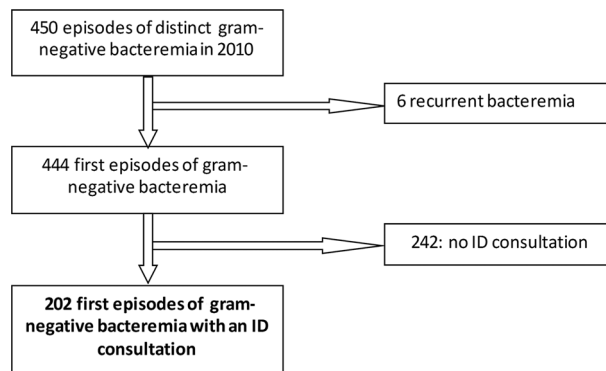 450 episodes of distinct gram-
negative bacteremia in 2010
6 recurrent bacteremia
444 first episodes of gram-
negative bacteremia
242: no ID consultation
202 first episodes of gram-
negative bacteremia with an ID
consultation